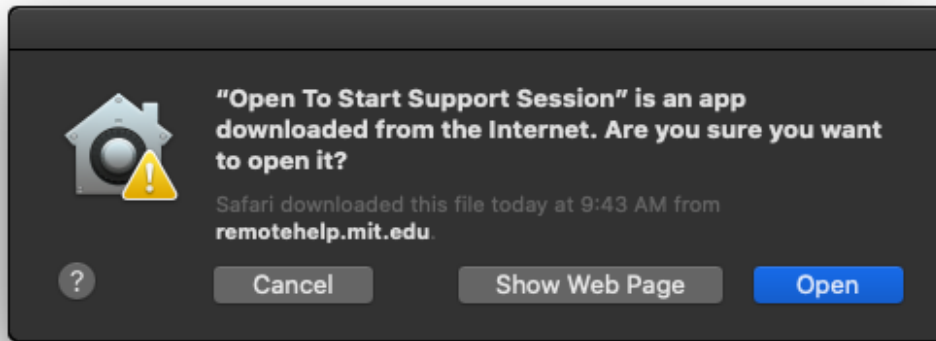 “Open To Start Support Session” is an app
downloaded from the Internet. Are you sure you want
to open it?
Safari downloaded this file today at 9:43 AM from
remotehelp.mit.edu.
?
Cancel
Show Web Page
Open